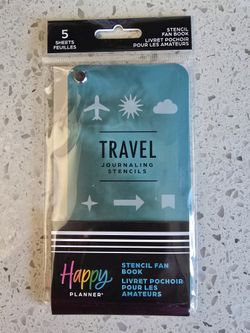 5
SHEETS
FEUILLES
STENCIL
FAN BOOK
LIVRET POCHOIR
POUR LES AMATEURS
TRAVEL
JOURNALING
STENCILS
Happy
PLANNER®
STENCIL FAN
BOOK
LIVRET POCHOIR
POUR LES
AMATEURS